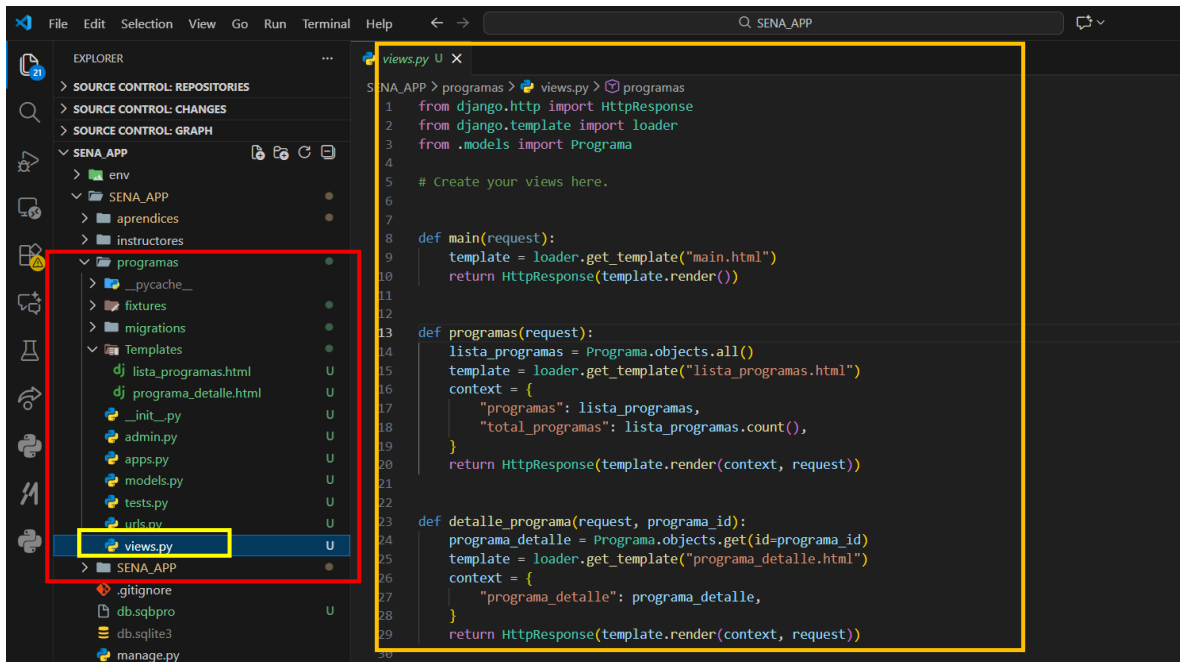 File Edit Selection View Go Run Terminal Help
SENA_APP
21
EXPLORER
SOURCE CONTROL: REPOSITORIES
SOURCE CONTROL: CHANGES
SOURCE CONTROL: GRAPH
SENA_APP
env
SENA_APP
aprendices
instructores
programas
__pycache__
fixtures
migrations
Templates
dj lista_programas.html U
dj programa_detalle.html U
__init__.py U
admin.py U
apps.py U
models.py U
tests.py U
urls.py U
views.py U
SENA_APP
.gitignore
db.sqbpro U
db.sqlite3
manage.py
views.py U
SENA_APP > programas > views.py > programas
1 from django.http import HttpResponse
2 from django.template import loader
3 from .models import Programa
4
5 # Create your views here.
6
7
8 def main(request):
9 template = loader.get_template("main.html")
10 return HttpResponse(template.render())
11
12
13 def programas(request):
14 lista_programas = Programa.objects.all()
15 template = loader.get_template("lista_programas.html")
16 context = {
17 "programas": lista_programas,
18 "total_programas": lista_programas.count(),
19 }
20 return HttpResponse(template.render(context, request))
21
22
23 def detalle_programa(request, programa_id):
24 programa_detalle = Programa.objects.get(id=programa_id)
25 template = loader.get_template("programa_detalle.html")
26 context = {
27 "programa_detalle": programa_detalle,
28 }
29 return HttpResponse(template.render(context, request))
30